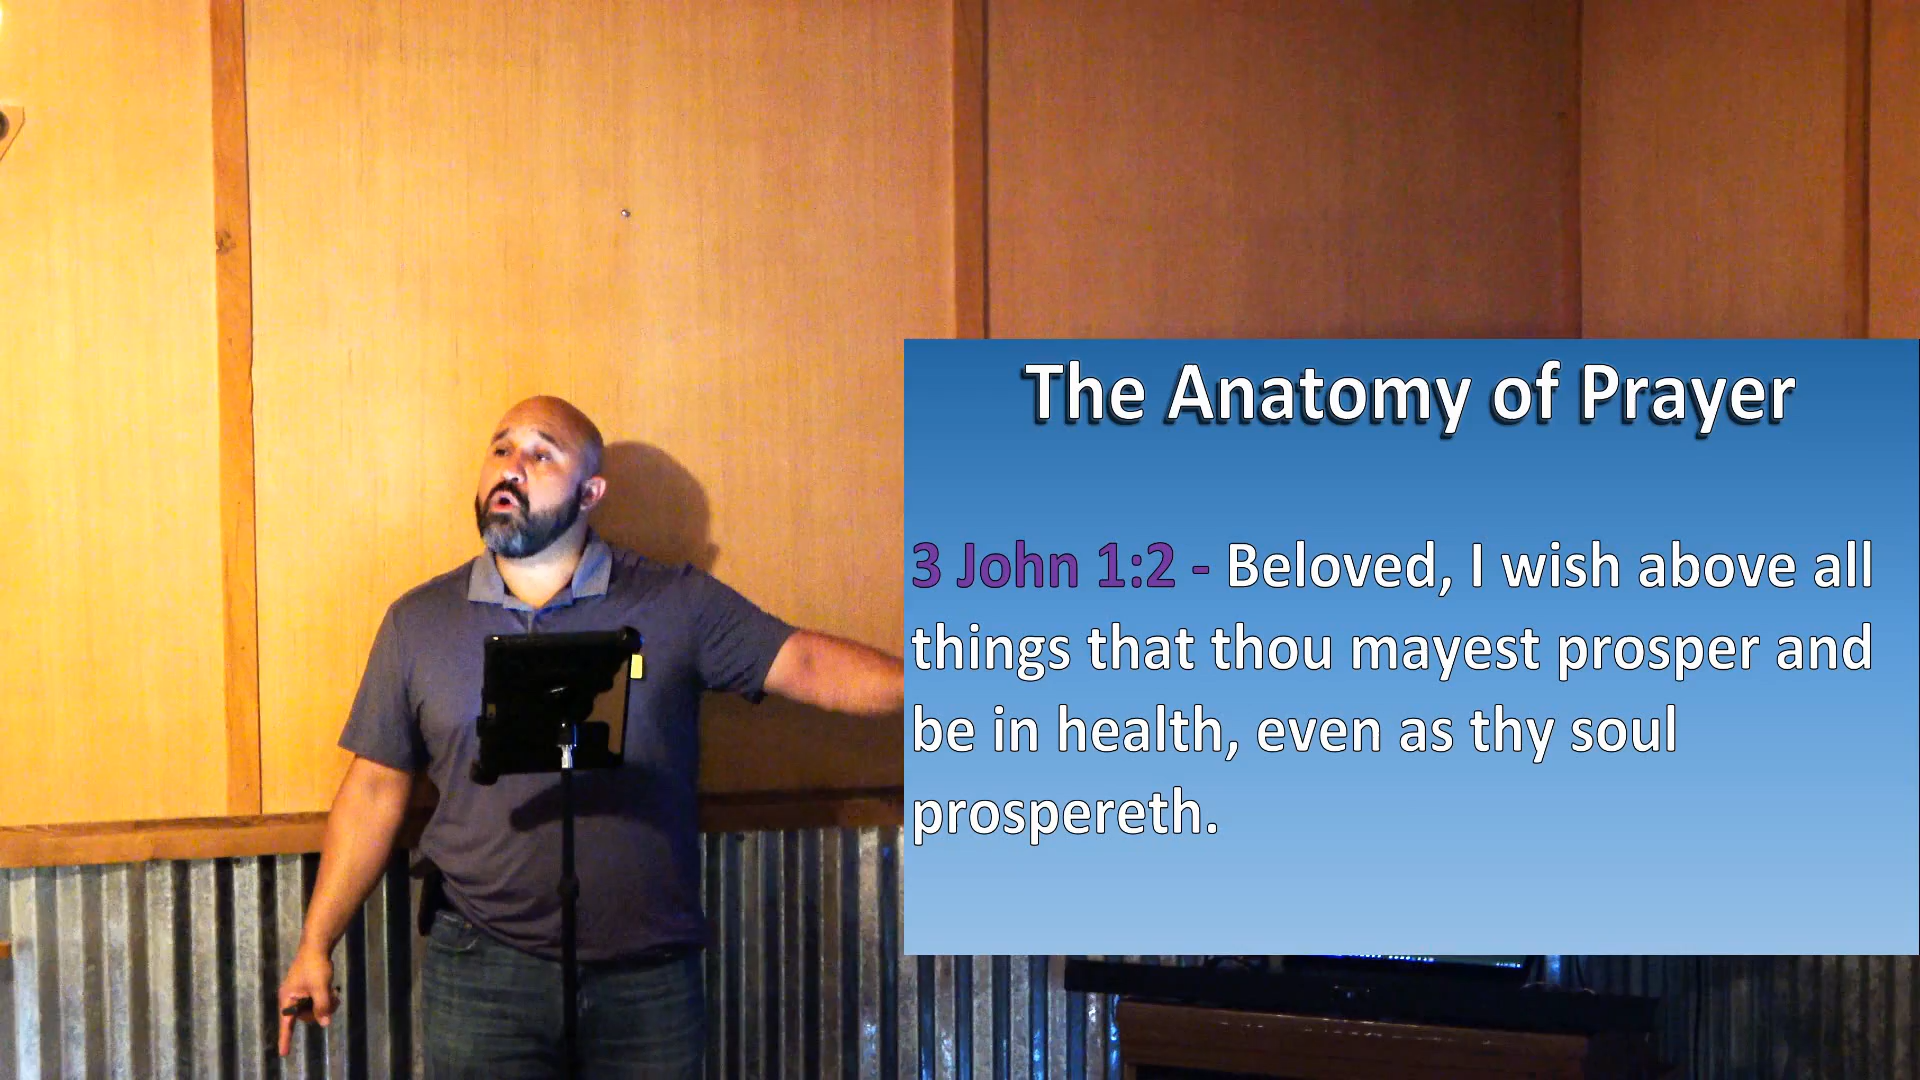 The Anatomy of Prayer
3 John 1:2 - Beloved, I wish above all
things that thou mayest prosper and
be in health, even as thy soul
prospereth.